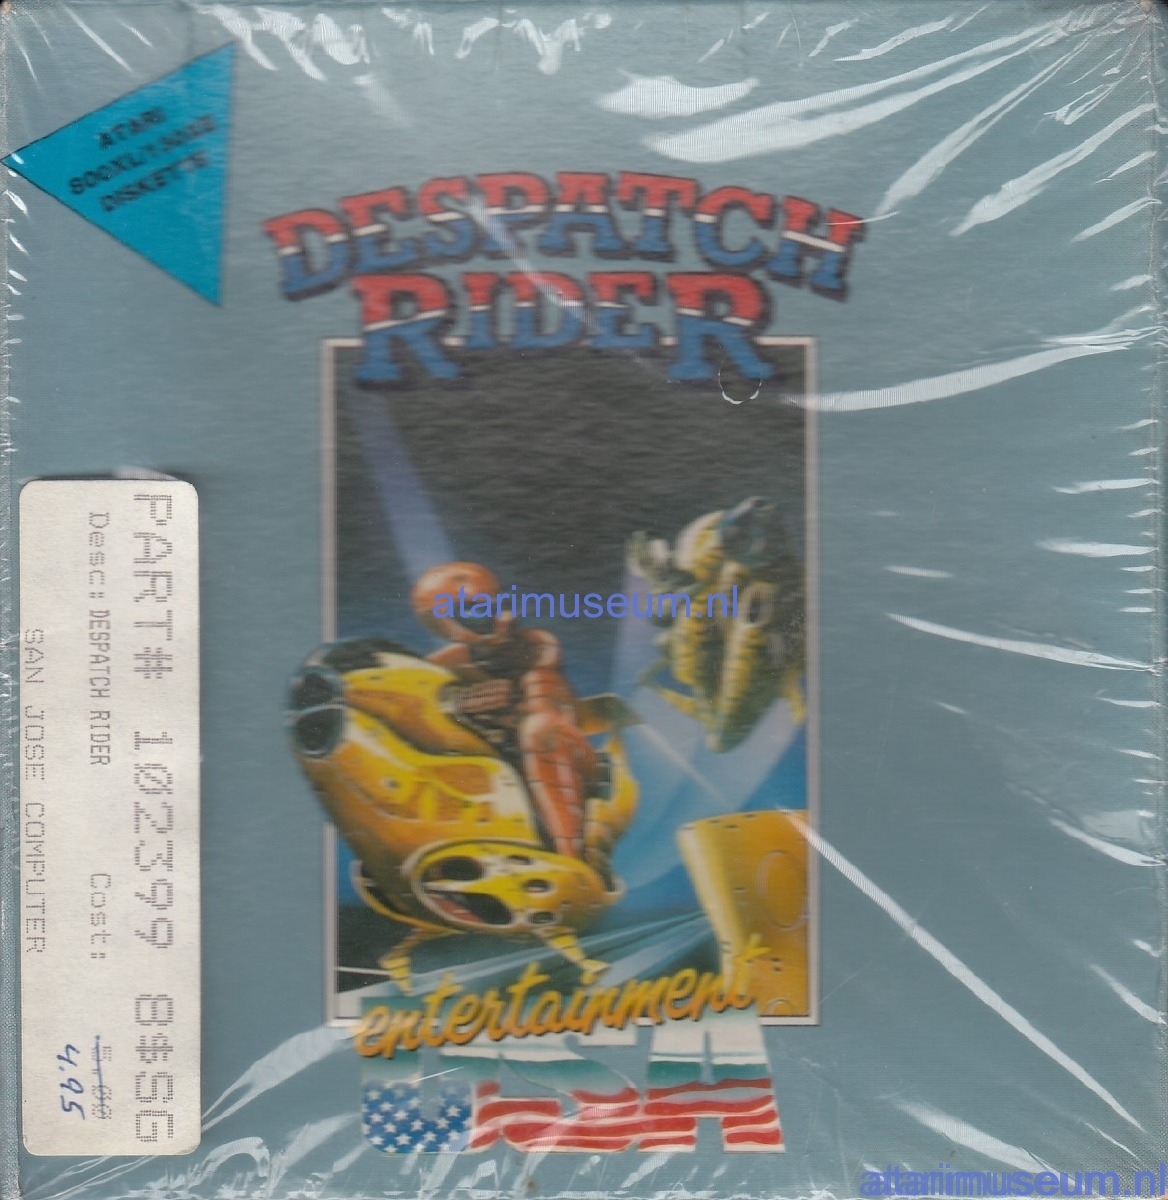 ATARI
800XL/130XE
DISKETTE
DESPATCH
RIDER
atarimuseum.nl
PART# 10299 8$SG
Desc: DESPATCH RIDER Cost:
4.95
SAN JOSE COMPUTER
entertainment
USA
atarimuseum.nl